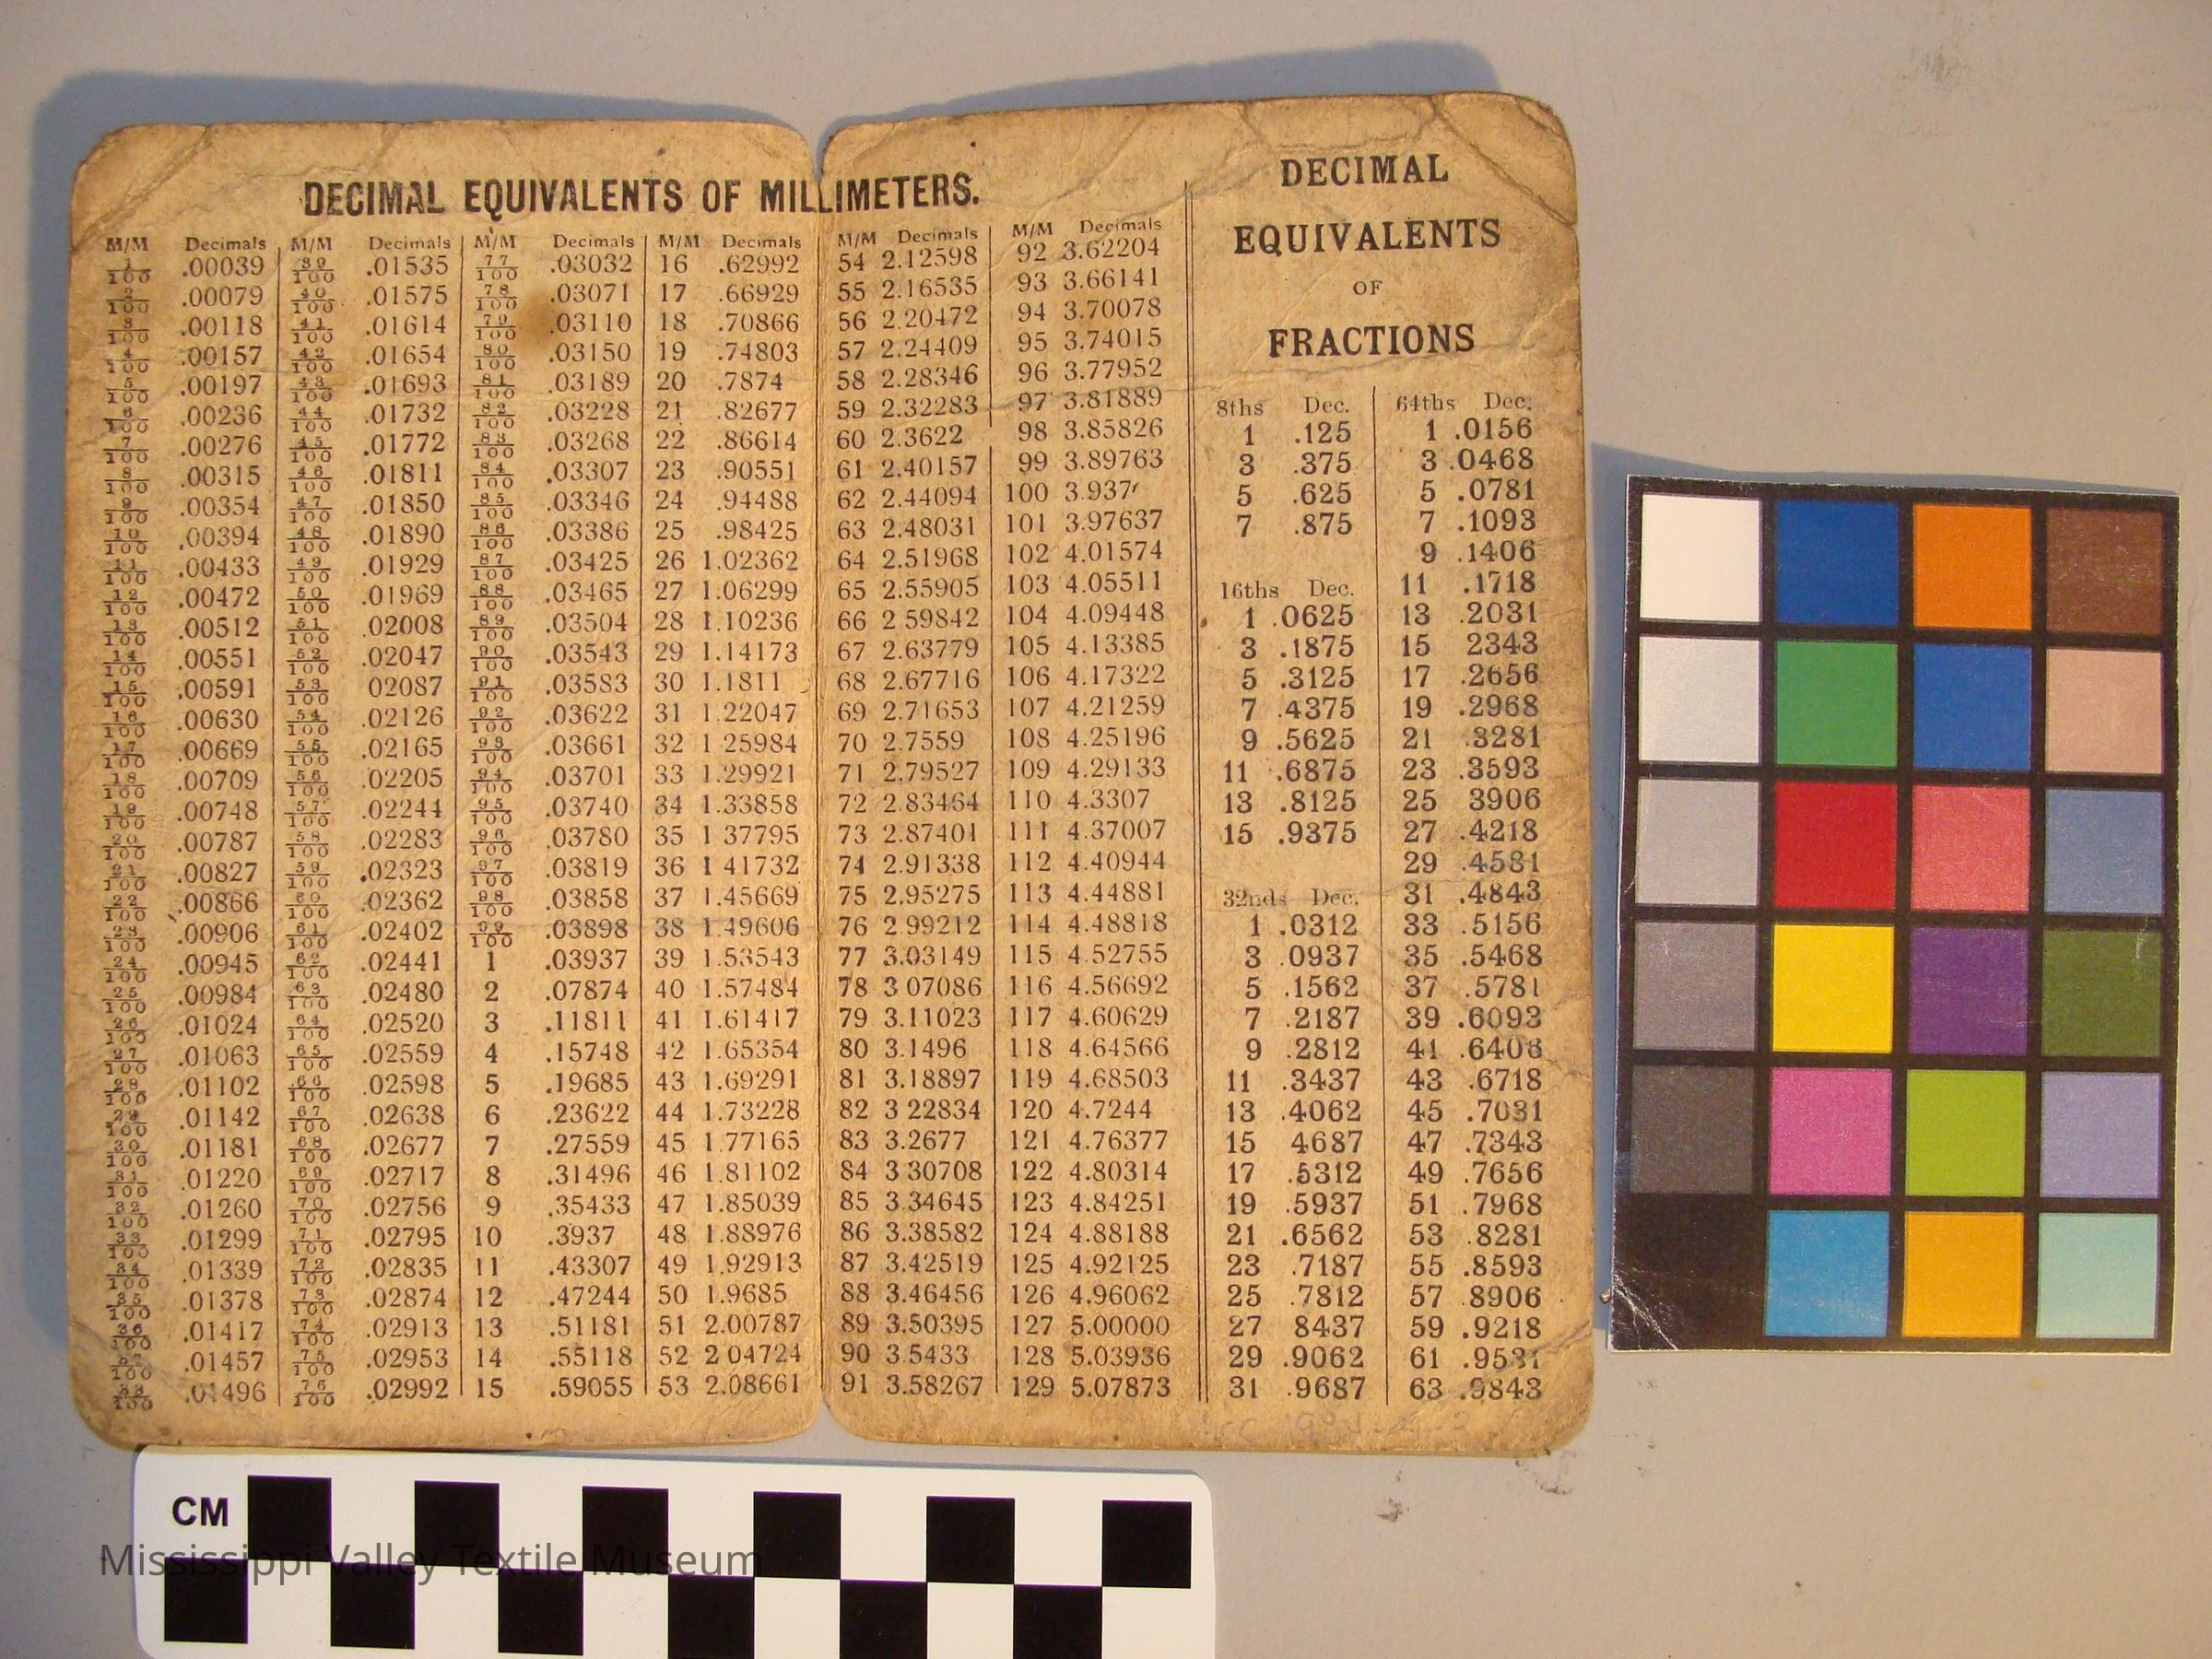 DECIMAL EQUIVALENTS OF MILLIMETERS.
M/M Decimals M/M Decimals M/M Decimals M/M Decimals M/M Decimals M/M Decimals
1/100 .00039 39/100 .01535 77/100 .03032 16 .62992 54 2.12598 92 3.62204
2/100 .00079 40/100 .01575 78/100 .03071 17 .66929 55 2.16535 93 3.66141
3/100 .00118 41/100 .01614 79/100 .03110 18 .70866 56 2.20472 94 3.70078
4/100 .00157 42/100 .01654 80/100 .03150 19 .74803 57 2.24409 95 3.74015
5/100 .00197 43/100 .01693 81/100 .03189 20 .7874 58 2.28346 96 3.77952
6/100 .00236 44/100 .01732 82/100 .03228 21 .82677 59 2.32283 97 3.81889
7/100 .00276 45/100 .01772 83/100 .03268 22 .86614 60 2.3622 98 3.85826
8/100 .00315 46/100 .01811 84/100 .03307 23 .90551 61 2.40157 99 3.89763
9/100 .00354 47/100 .01850 85/100 .03346 24 .94488 62 2.44094 100 3.937
10/100 .00394 48/100 .01890 86/100 .03386 25 .98425 63 2.48031 101 3.97637
11/100 .00433 49/100 .01929 87/100 .03425 26 1.02362 64 2.51968 102 4.01574
12/100 .00472 50/100 .01969 88/100 .03465 27 1.06299 65 2.55905 103 4.05511
13/100 .00512 51/100 .02008 89/100 .03504 28 1.10236 66 2.59842 104 4.09448
14/100 .00551 52/100 .02047 90/100 .03543 29 1.14173 67 2.63779 105 4.13385
15/100 .00591 53/100 02087 91/100 .03583 30 1.1811 68 2.67716 106 4.17322
16/100 .00630 54/100 .02126 92/100 .03622 31 1.22047 69 2.71653 107 4.21259
17/100 .00669 55/100 .02165 93/100 .03661 32 1 25984 70 2.7559 108 4.25196
18/100 .00709 56/100 .02205 94/100 .03701 33 1.29921 71 2.79527 109 4.29133
19/100 .00748 57/100 .02244 95/100 .03740 34 1.33858 72 2.83464 110 4.3307
20/100 .00787 58/100 .02283 96/100 .03780 35 1 37795 73 2.87401 111 4.37007
21/100 .00827 59/100 .02323 97/100 .03819 36 1 41732 74 2.91338 112 4.40944
22/100 .00866 60/100 .02362 98/100 .03858 37 1.45669 75 2.95275 113 4.44881
23/100 .00906 61/100 .02402 99/100 .03898 38 1.49606 76 2.99212 114 4.48818
24/100 .00945 62/100 .02441 1 .03937 39 1.53543 77 3.03149 115 4.52755
25/100 .00984 63/100 .02480 2 .07874 40 1.57484 78 3 07086 116 4.56692
26/100 .01024 64/100 .02520 3 .11811 41 1.61417 79 3.11023 117 4.60629
27/100 .01063 65/100 .02559 4 .15748 42 1.65354 80 3.1496 118 4.64566
28/100 .01102 66/100 .02598 5 .19685 43 1.69291 81 3.18897 119 4.68503
29/100 .01142 67/100 .02638 6 .23622 44 1.73228 82 3 22834 120 4.7244
30/100 .01181 68/100 .02677 7 .27559 45 1.77165 83 3.2677 121 4.76377
31/100 .01220 69/100 .02717 8 .31496 46 1.81102 84 3 30708 122 4.80314
32/100 .01260 70/100 .02756 9 .35433 47 1.85039 85 3.34645 123 4.84251
33/100 .01299 71/100 .02795 10 .3937 48 1.88976 86 3.38582 124 4.88188
34/100 .01339 72/100 .02835 11 .43307 49 1.92913 87 3.42519 125 4.92125
35/100 .01378 73/100 .02874 12 .47244 50 1.9685 88 3.46456 126 4.96062
36/100 .01417 74/100 .02913 13 .51181 51 2.00787 89 3.50395 127 5.00000
37/100 .01457 75/100 .02953 14 .55118 52 2 04724 90 3.5433 128 5.03936
38/100 .01496 76/100 .02992 15 .59055 53 2.08661 91 3.58267 129 5.07873
DECIMAL
EQUIVALENTS
OF
FRACTIONS
8ths Dec.
1 .125
3 .375
5 .625
7 .875
16ths Dec.
1 .0625
3 .1875
5 .3125
7 .4375
9 .5625
11 .6875
13 .8125
15 .9375
32nds Dec.
1 .0312
3 .0937
5 .1562
7 .2187
9 .2812
11 .3437
13 .4062
15 4687
17 .5312
19 .5937
21 .6562
23 .7187
25 .7812
27 8437
29 .9062
31 .9687
64ths Dec.
1 .0156
3 .0468
5 .0781
7 .1093
9 .1406
11 .1718
13 .2031
15 2343
17 .2656
19 .2968
21 .3281
23 .3593
25 3906
27 .4218
29 .4531
31 .4843
33 .5156
35 .5468
37 .5781
39 .6093
41 .6406
43 .6718
45 .7031
47 .7343
49 .7656
51 .7968
53 .8281
55 .8593
57 .8906
59 .9218
61 .9531
63 .9843
CM
Mississippi Valley Textile Museum